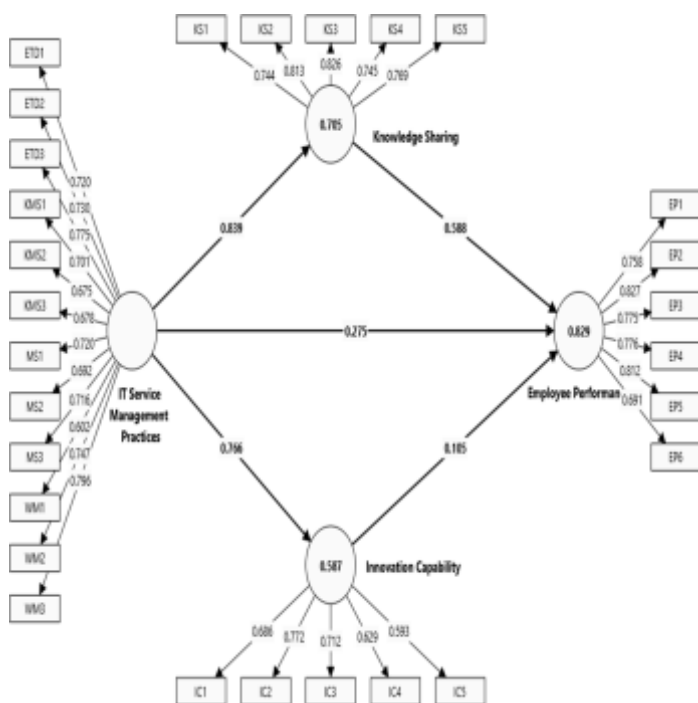 KS1
KS2
KS3
KS4
KS5
0.744
0.813
0.826
0.745
0.769
0.705
Knowledge Sharing
ETD1
ETD2
ETD3
KMS1
KMS2
KMS3
MS1
MS2
MS3
WM1
WM2
WM3
0.720
0.730
0.775
0.701
0.675
0.678
0.720
0.692
0.716
0.602
0.747
0.796
IT Service
Management
Practices
0.839
0.588
0.275
0.766
0.105
EP1
EP2
EP3
EP4
EP5
EP6
0.758
0.827
0.775
0.776
0.812
0.691
0.829
Employee Performan
0.587
Innovation Capability
0.686
0.772
0.712
0.629
0.593
IC1
IC2
IC3
IC4
IC5